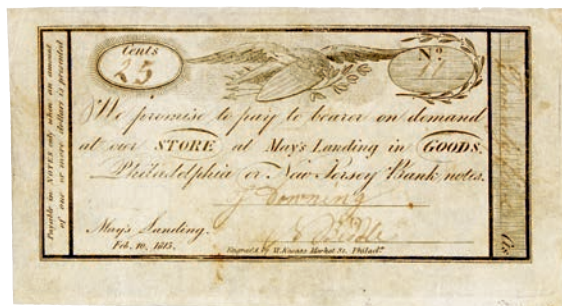 Payable in NOTES only when an amount
of one or more dollars is presented
Cents
25
No.
We promise to pay to bearer on demand
at our STORE at May's Landing in GOODS,
Philadelphia or New Jersey Bank notes.
J Downing
May's Landing.
Feb. 10, 1815.
Engraved by W. Kneass Market St. Philada.
Cts